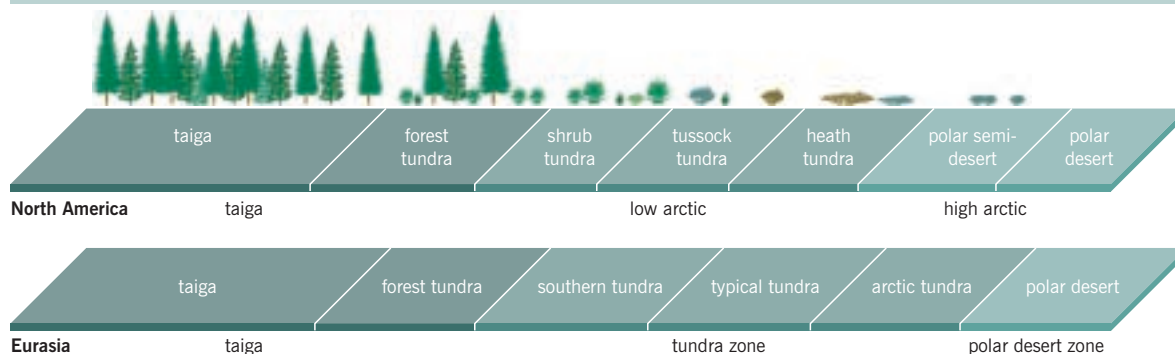 taiga
forest
tundra
shrub
tundra
tussock
tundra
heath
tundra
polar semi-
desert
polar
desert
North America taiga low arctic high arctic
taiga forest tundra southern tundra typical tundra arctic tundra polar desert
Eurasia taiga tundra zone polar desert zone